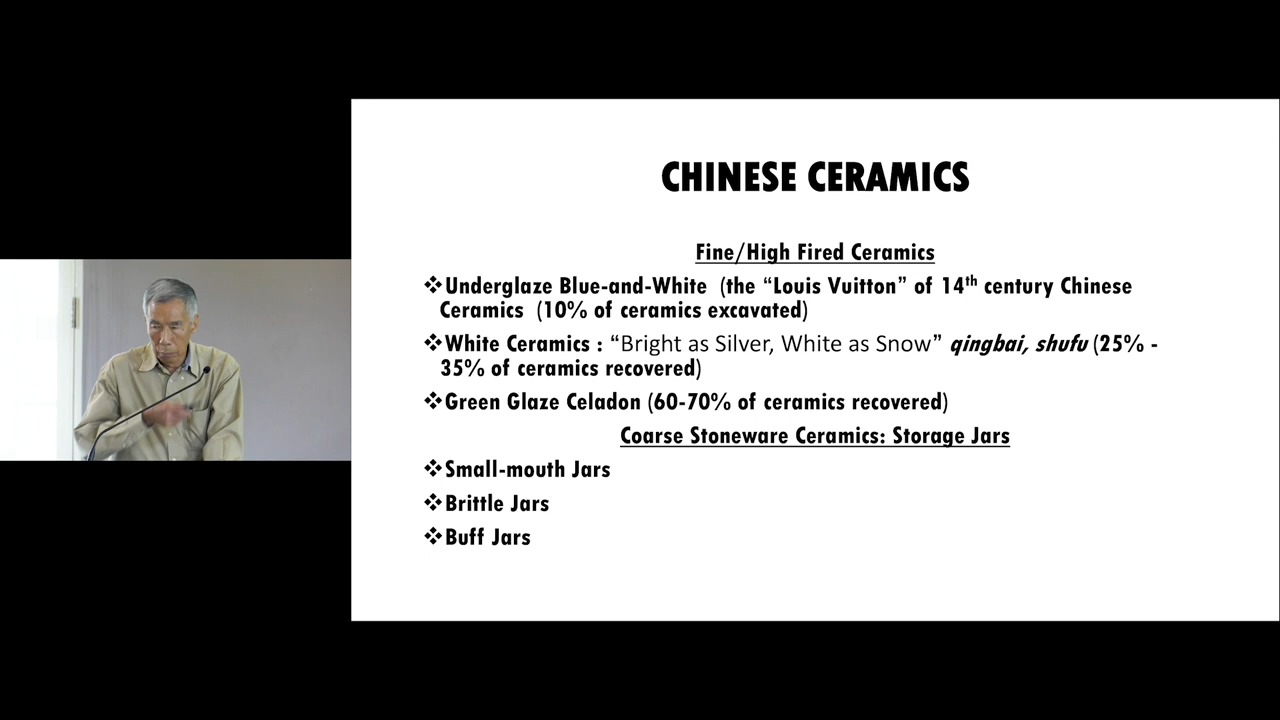 CHINESE CERAMICS
Fine/High Fired Ceramics
❖Underglaze Blue-and-White (the “Louis Vuitton” of 14th century Chinese
Ceramics (10% of ceramics excavated)
❖White Ceramics : “Bright as Silver, White as Snow” qingbai, shufu (25% -
35% of ceramics recovered)
❖Green Glaze Celadon (60-70% of ceramics recovered)
Coarse Stoneware Ceramics: Storage Jars
❖Small-mouth Jars
❖Brittle Jars
❖Buff Jars